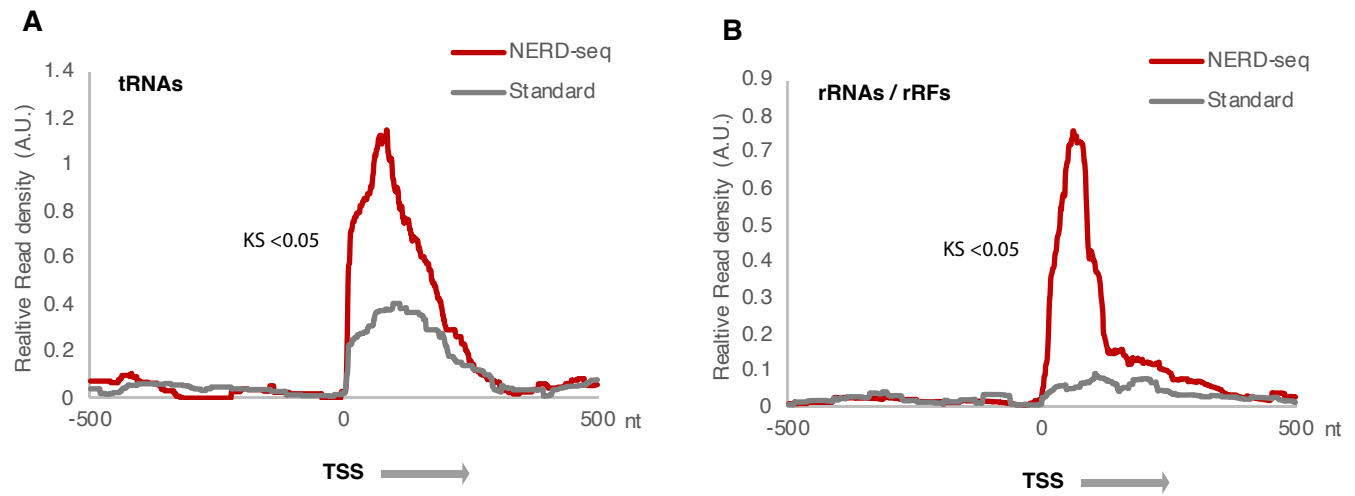 A
tRNAs
NERD-seq
Standard
Realtive Read density (A.U.)
1.4
1.2
1
0.8
0.6
0.4
0.2
0
KS <0.05
-500
0
500 nt
TSS
B
rRNAs / rRFs
NERD-seq
Standard
Realtive Read density (A.U.)
0.9
0.8
0.7
0.6
0.5
0.4
0.3
0.2
0.1
0
KS <0.05
-500
0
500 nt
TSS